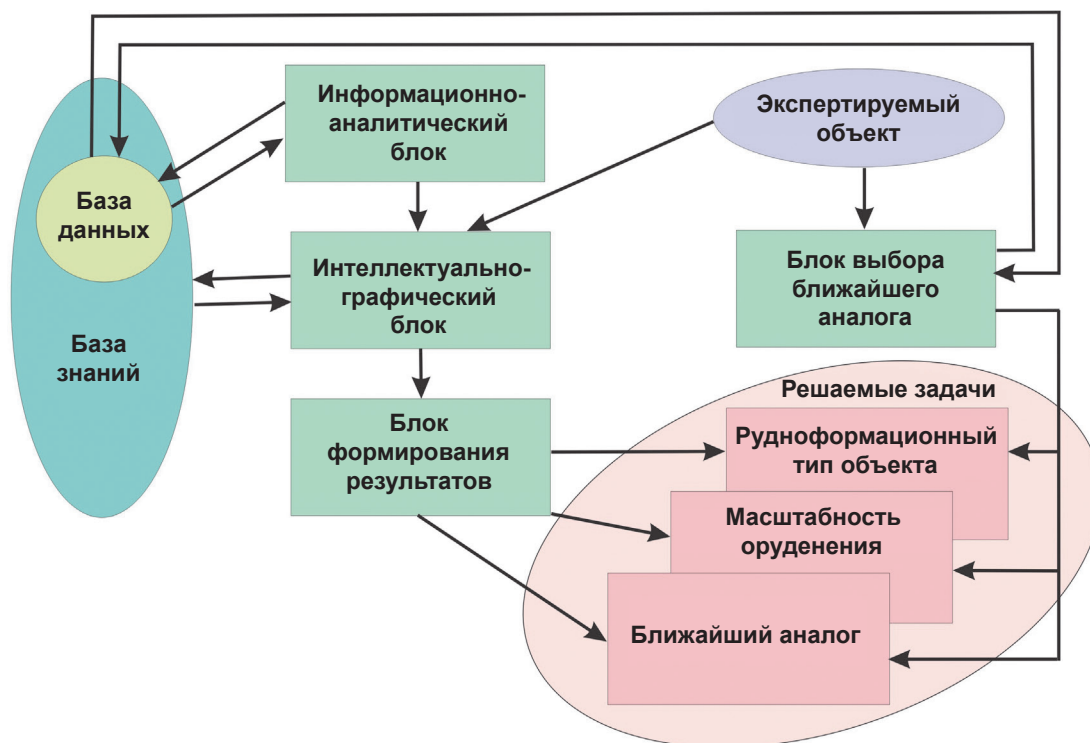 Информационно-
аналитический
блок
Экспертируемый
объект
База
данных
Интеллектуально-
графический
блок
Блок выбора
ближайшего
аналога
База
знаний
Решаемые задачи
Блок
формирования
результатов
Рудноформационный
тип объекта
Масштабность
оруденения
Ближайший аналог